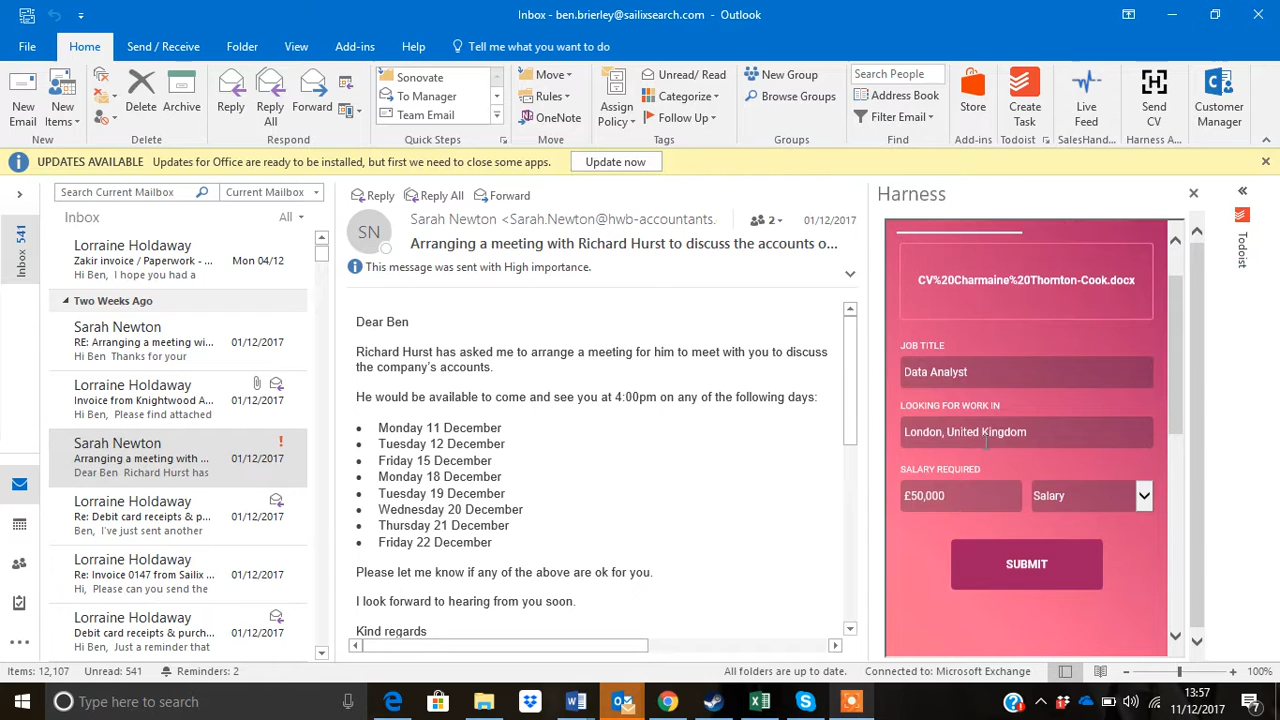 Inbox - ben.brierley@sailixsearch.com - Outlook
File Home Send / Receive Folder View Add-ins Help Tell me what you want to do
New Email
New Items
New
Delete
Archive
Delete
Reply
Reply All
Forward
Respond
Sonovate
To Manager
Team Email
Quick Steps
Move
Rules
OneNote
Move
Assign Policy
Unread/ Read
Categorize
Follow Up
Tags
New Group
Browse Groups
Groups
Search People
Address Book
Filter Email
Find
Store
Add-ins
Create Task
Todoist
Live Feed
SalesHand...
Send CV
Harness A...
Customer Manager
UPDATES AVAILABLE Updates for Office are ready to be installed, but first we need to close some apps. Update now
Inbox 541
Search Current Mailbox Current Mailbox
Inbox All
Lorraine Holdaway
Zakir invoice / Paperwork - ... Mon 04/12
Hi Ben, I hope you had a
Two Weeks Ago
Sarah Newton
RE: Arranging a meeting wi... 01/12/2017
Hi Ben Thanks for your
Lorraine Holdaway
Invoice from Knightwood A... 01/12/2017
Hi Ben, Please find attached
Sarah Newton !
Arranging a meeting with ... 01/12/2017
Dear Ben Richard Hurst has
Lorraine Holdaway
Re: Debit card receipts & p... 01/12/2017
Ben, I've just sent another
Lorraine Holdaway
Re: Invoice 0147 from Sailix ... 01/12/2017
Hi, Please can you send the
Lorraine Holdaway
Debit card receipts & purch... 01/12/2017
Hi Ben, Just a reminder that
Reply Reply All Forward
SN
Sarah Newton <Sarah.Newton@hwb-accountants. 2 01/12/2017
Arranging a meeting with Richard Hurst to discuss the accounts o...
This message was sent with High importance.
Dear Ben
Richard Hurst has asked me to arrange a meeting for him to meet with you to discuss
the company's accounts.
He would be available to come and see you at 4:00pm on any of the following days:
• Monday 11 December
• Tuesday 12 December
• Friday 15 December
• Monday 18 December
• Tuesday 19 December
• Wednesday 20 December
• Thursday 21 December
• Friday 22 December
Please let me know if any of the above are ok for you.
I look forward to hearing from you soon.
Kind regards
Harness
CV%20Charmaine%20Thornton-Cook.docx
JOB TITLE
Data Analyst
LOOKING FOR WORK IN
London, United Kingdom
SALARY REQUIRED
£50,000 Salary
SUBMIT
Todoist
Items: 12,107 Unread: 541 Reminders: 2 All folders are up to date. Connected to: Microsoft Exchange 100%
Type here to search
13:57
11/12/2017
7